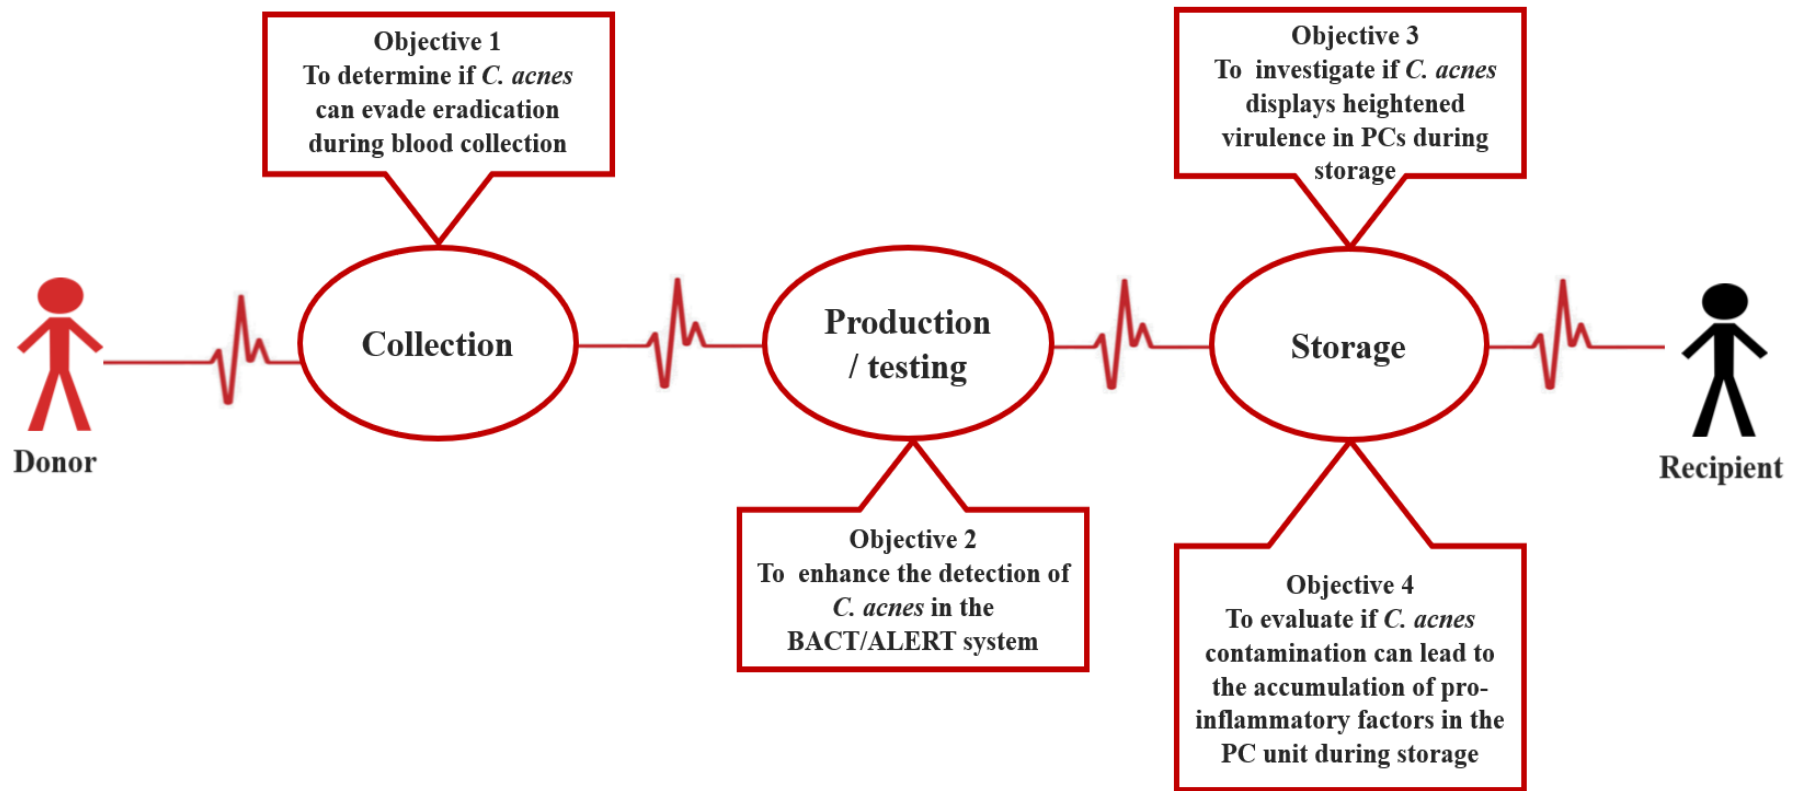 Objective 1
To determine if C. acnes
can evade eradication
during blood collection
Objective 3
To investigate if C. acnes
displays heightened
virulence in PCs during
storage
Donor
Collection
Production
/ testing
Storage
Recipient
Objective 2
To enhance the detection of
C. acnes in the
BACT/ALERT system
Objective 4
To evaluate if C. acnes
contamination can lead to
the accumulation of pro-
inflammatory factors in the
PC unit during storage